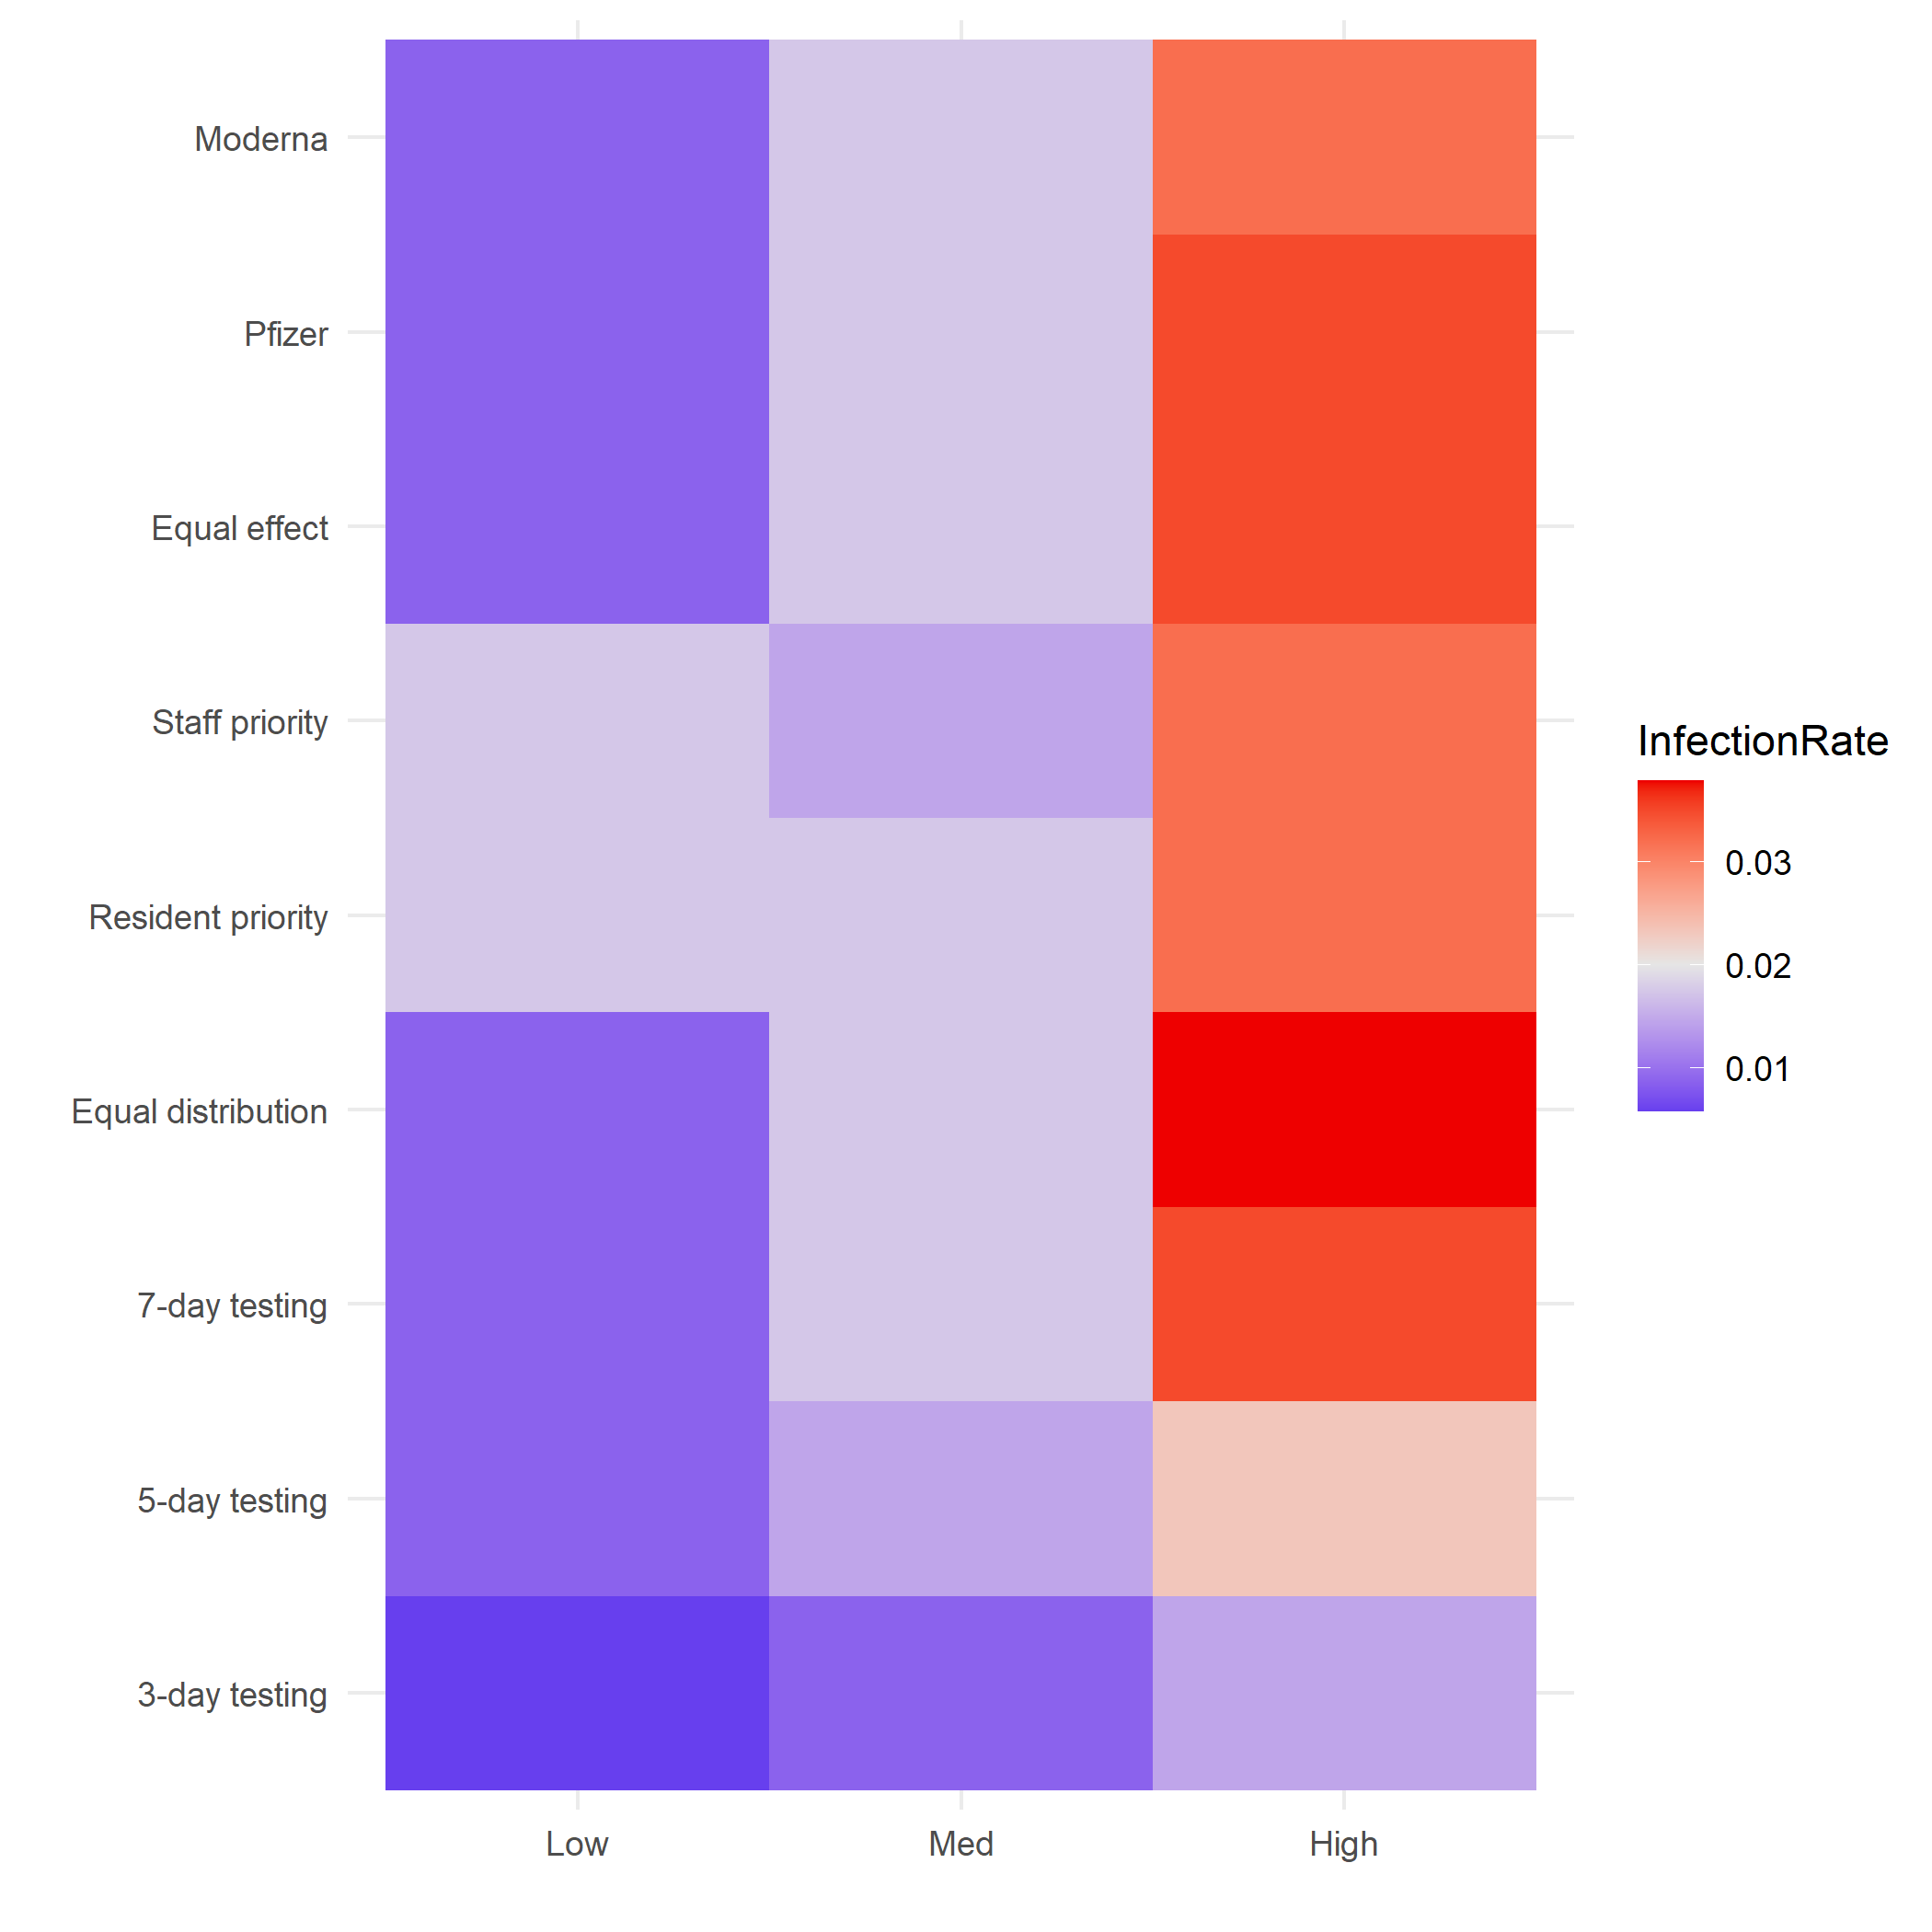 Moderna
Pfizer
Equal effect
Staff priority
Resident priority
Equal distribution
7-day testing
5-day testing
3-day testing
Low Med High
InfectionRate
0.03
0.02
0.01